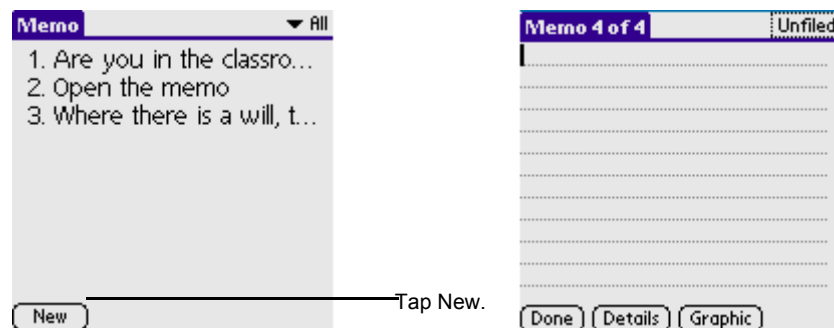 Memo
All
1. Are you in the classro...
2. Open the memo
3. Where there is a will, t...
New
Tap New.
Memo 4 of 4
Unfiled
Done
Details
Graphic